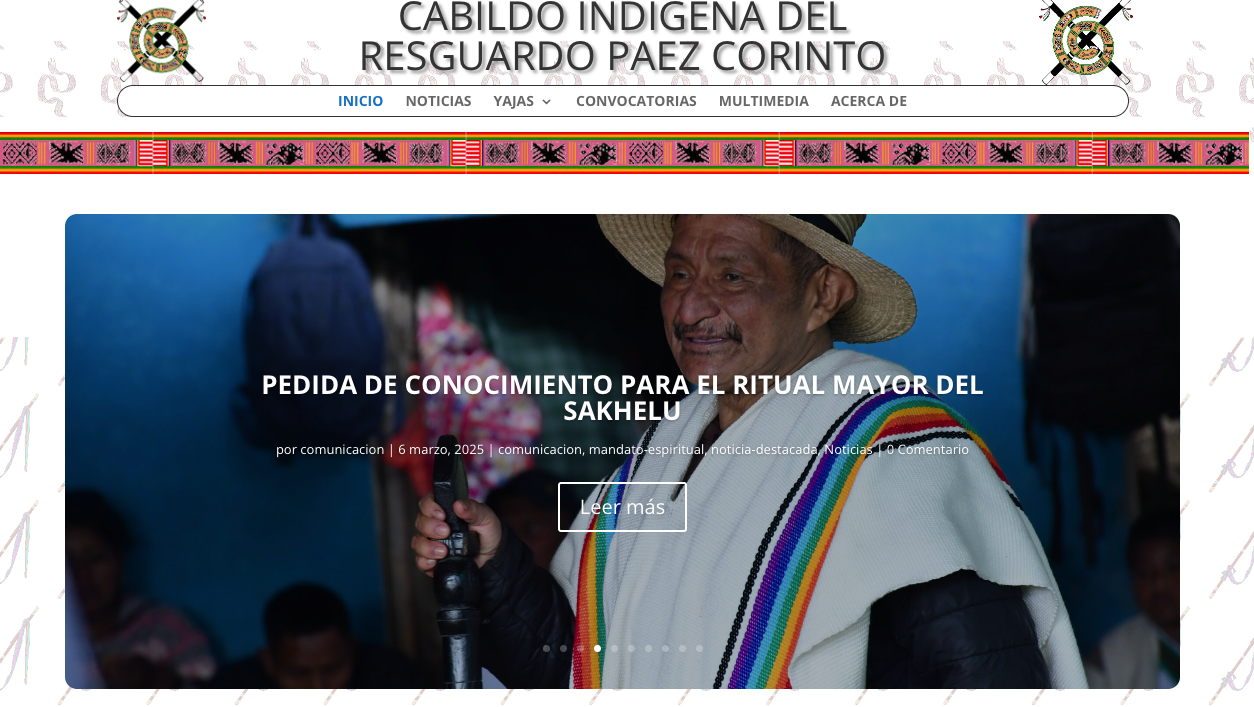 CABILDO INDIGENA DEL
RESGUARDO PAEZ CORINTO
INICIO NOTICIAS YAJAS CONVOCATORIAS MULTIMEDIA ACERCA DE
PEDIDA DE CONOCIMIENTO PARA EL RITUAL MAYOR DEL
SAKHELU
por comunicacion | 6 marzo, 2025 | comunicacion, mandato-espiritual, noticia-destacada, Noticias | 0 Comentario
Leer más